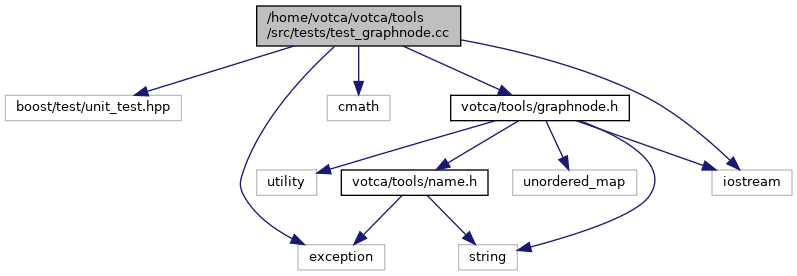 /home/votca/votca/tools
/src/tests/test_graphnode.cc
boost/test/unit_test.hpp
cmath
votca/tools/graphnode.h
utility
votca/tools/name.h
unordered_map
iostream
exception
string